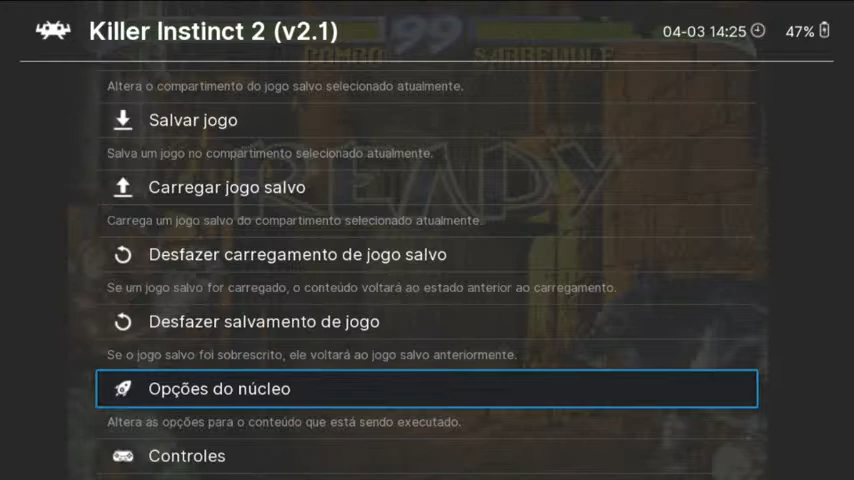 Killer Instinct 2 (v2.1)
04-03 14:25
47%
99
SABREWULF
READY
Altera o compartimento do jogo salvo selecionado atualmente.
Salvar jogo
Salva um jogo no compartimento selecionado atualmente.
Carregar jogo salvo
Carrega um jogo salvo do compartimento selecionado atualmente.
Desfazer carregamento de jogo salvo
Se um jogo salvo for carregado, o conteúdo voltará ao estado anterior ao carregamento.
Desfazer salvamento de jogo
Se o jogo salvo foi sobrescrito, ele voltará ao jogo salvo anteriormente.
Opções do núcleo
Altera as opções para o conteúdo que está sendo executado.
Controles